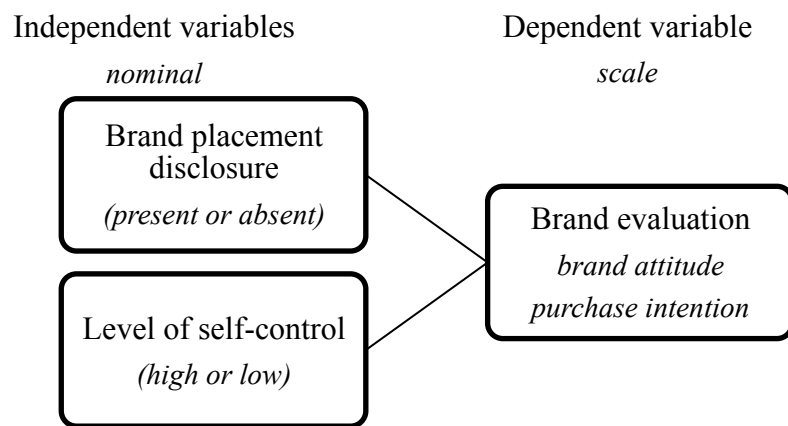 Independent variables
nominal
Brand placement
disclosure
(present or absent)
Level of self-control
(high or low)
Dependent variable
scale
Brand evaluation
brand attitude
purchase intention